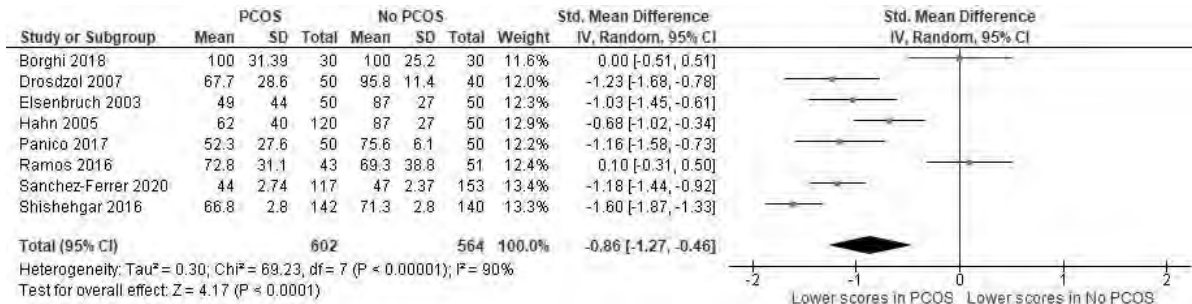 PCOS No PCOS Std. Mean Difference Std. Mean Difference
Study or Subgroup Mean SD Total Mean SD Total Weight IV, Random, 95% CI IV, Random, 95% CI
Borghi 2018 100 31.39 30 100 25.2 30 11.6% 0.00 [-0.51, 0.51]
Drosdzol 2007 67.7 28.6 50 95.8 11.4 40 12.0% -1.23 [-1.68, -0.78]
Elsenbruch 2003 49 44 50 87 27 50 12.3% -1.03 [-1.45, -0.61]
Hahn 2005 62 40 120 87 27 50 12.9% -0.68 [-1.02, -0.34]
Panico 2017 52.3 27.6 50 75.6 6.1 50 12.2% -1.16 [-1.58, -0.73]
Ramos 2016 72.8 31.1 43 69.3 38.8 51 12.4% 0.10 [-0.31, 0.50]
Sanchez-Ferrer 2020 44 2.74 117 47 2.37 153 13.4% -1.18 [-1.44, -0.92]
Shishehgar 2016 66.8 2.8 142 71.3 2.8 140 13.3% -1.60 [-1.87, -1.33]
Total (95% CI) 602 564 100.0% -0.86 [-1.27, -0.46]
Heterogeneity: Tau² = 0.30; Chi² = 69.23, df = 7 (P < 0.00001); I² = 90%
Test for overall effect: Z = 4.17 (P < 0.0001)
-2 -1 0 1 2
Lower scores in PCOS Lower scores in No PCOS